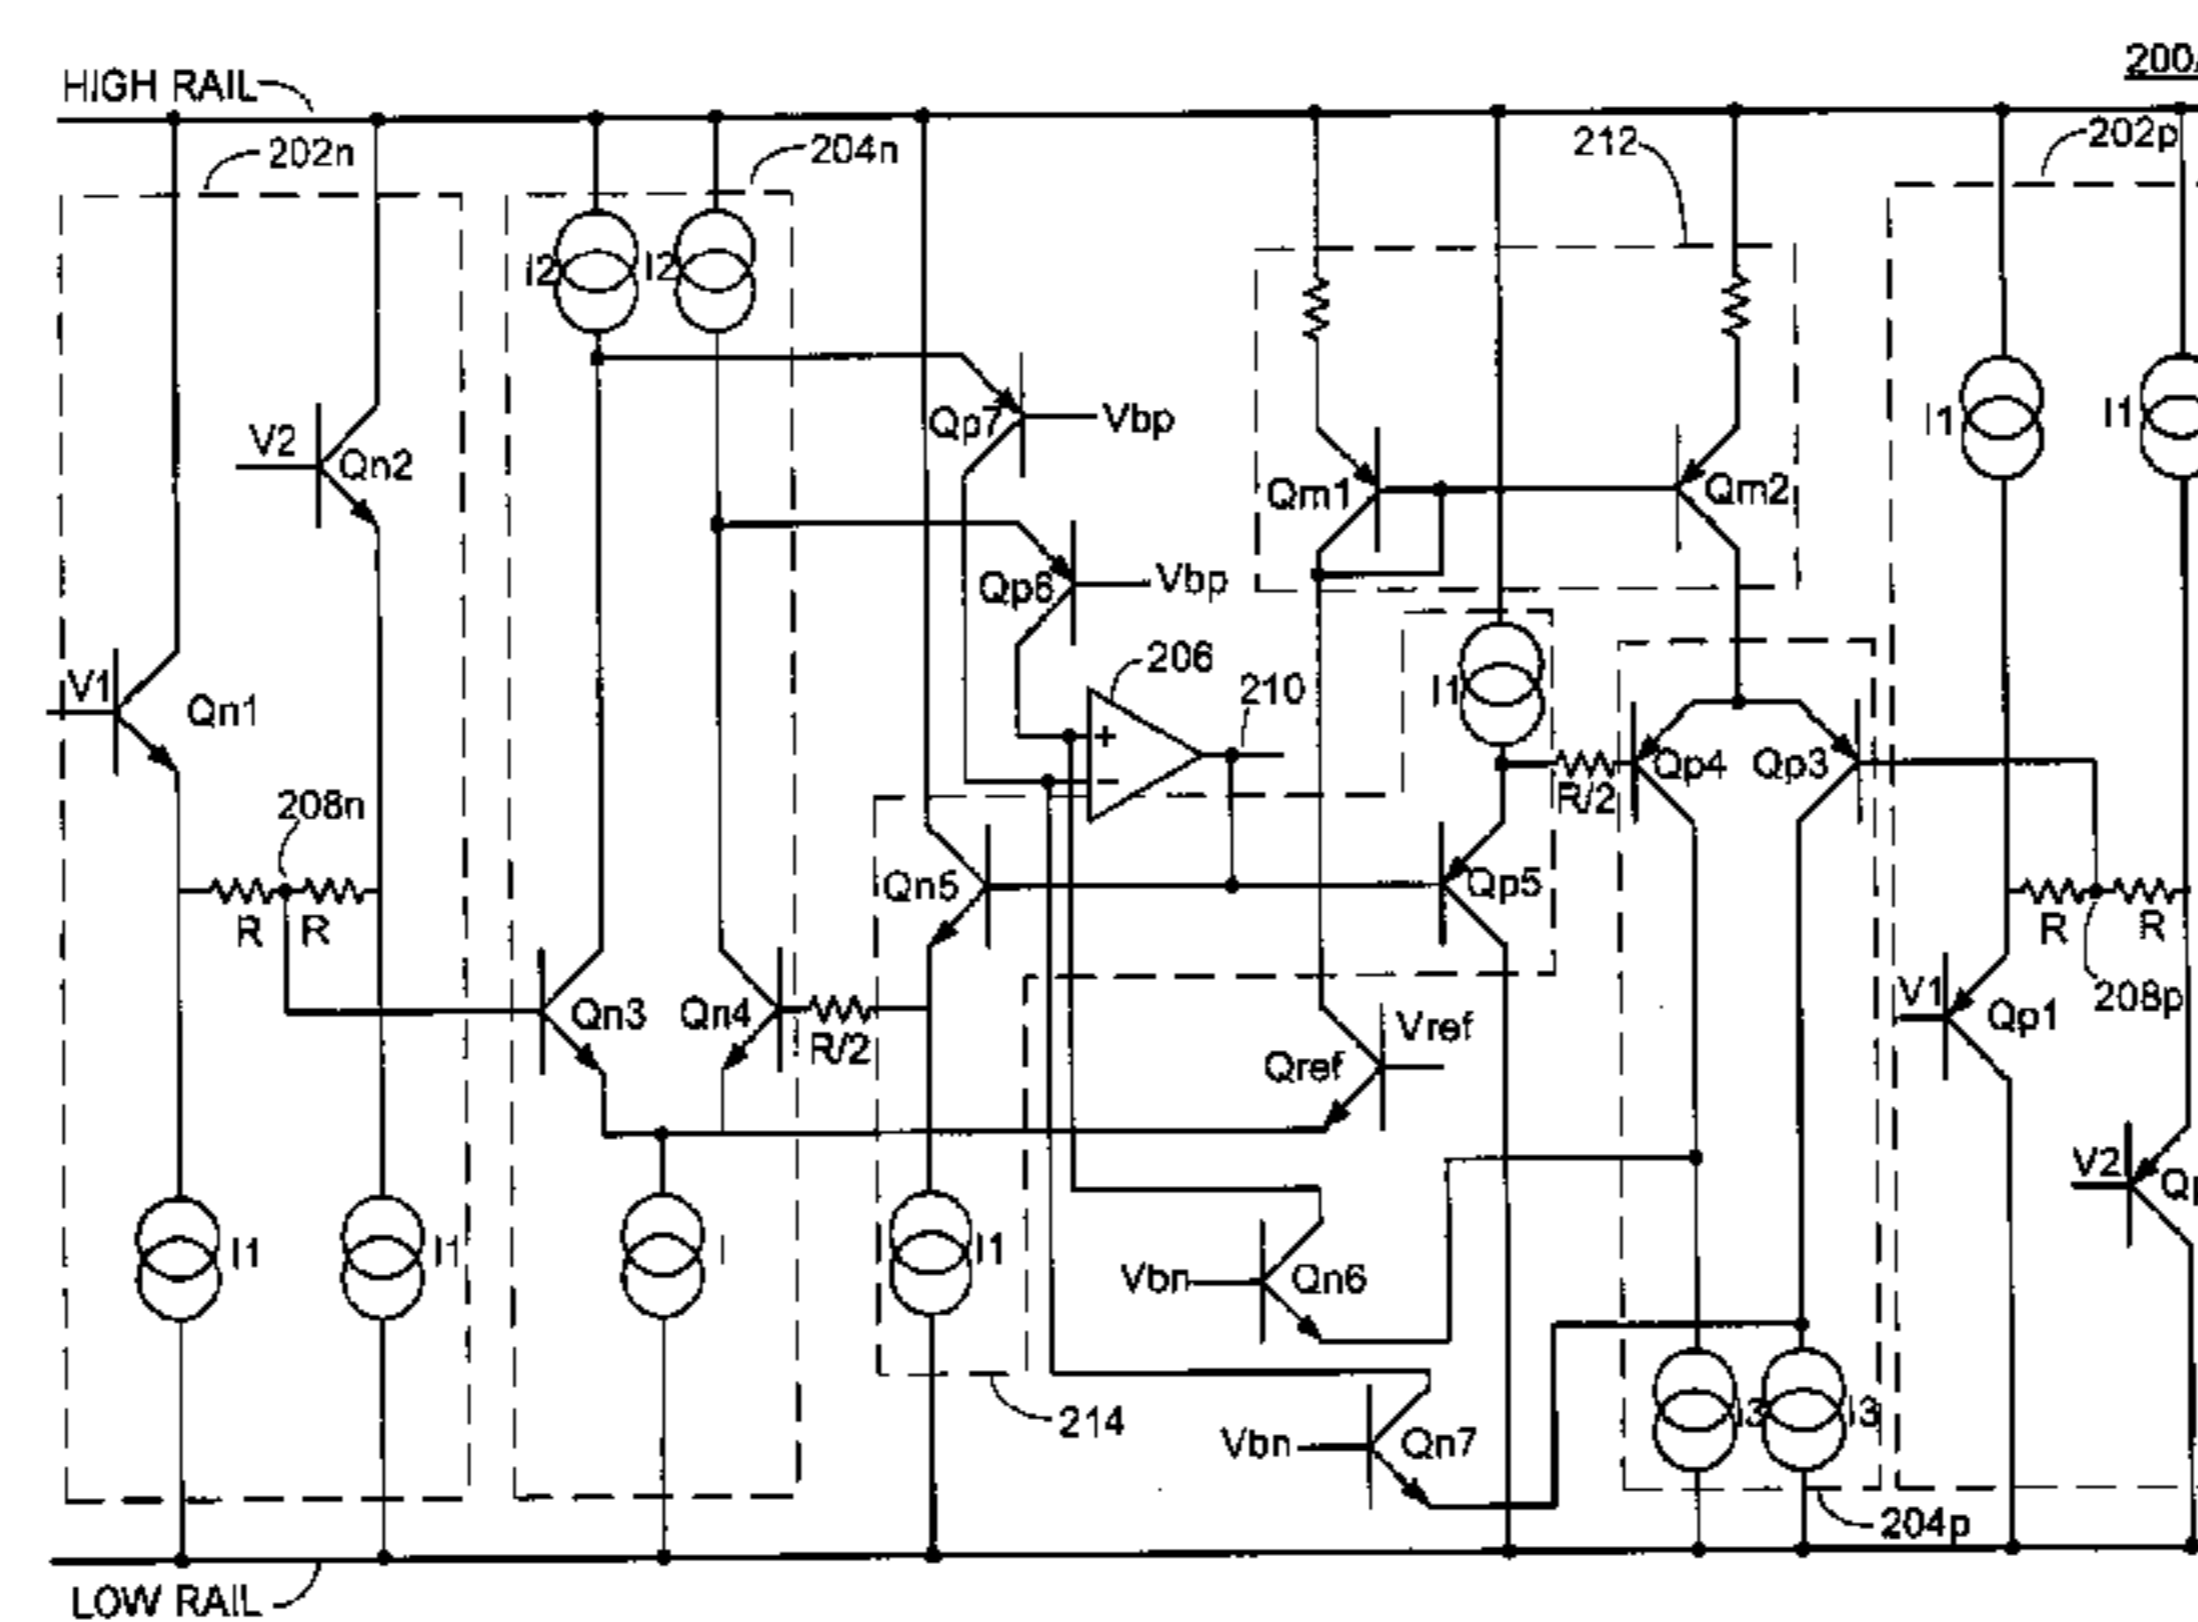 200
HIGH RAIL
202n
204n
212
202p
I2
I2
Qp7
Vbp
I1
I1
V2
Qn2
Qm1
Qm2
Qp6
Vbp
V1
Qn1
206
210
I1
+
-
Qp4
Qp3
R/2
208n
R
R
Qn5
Qp5
R
R
208p
Qn3
Qn4
R/2
Vref
Qref
V1
Qp1
V2
I1
I1
I
I1
Vbn
Qn6
214
Vbn
Qn7
I3
I3
204p
LOW RAIL